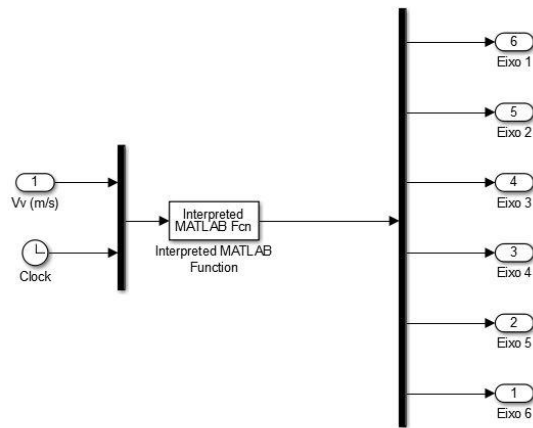 6
Eixo 1
5
Eixo 2
1
Vv (m/s)
4
Eixo 3
Interpreted
MATLAB Fcn
Interpreted MATLAB
Function
Clock
3
Eixo 4
2
Eixo 5
1
Eixo 6